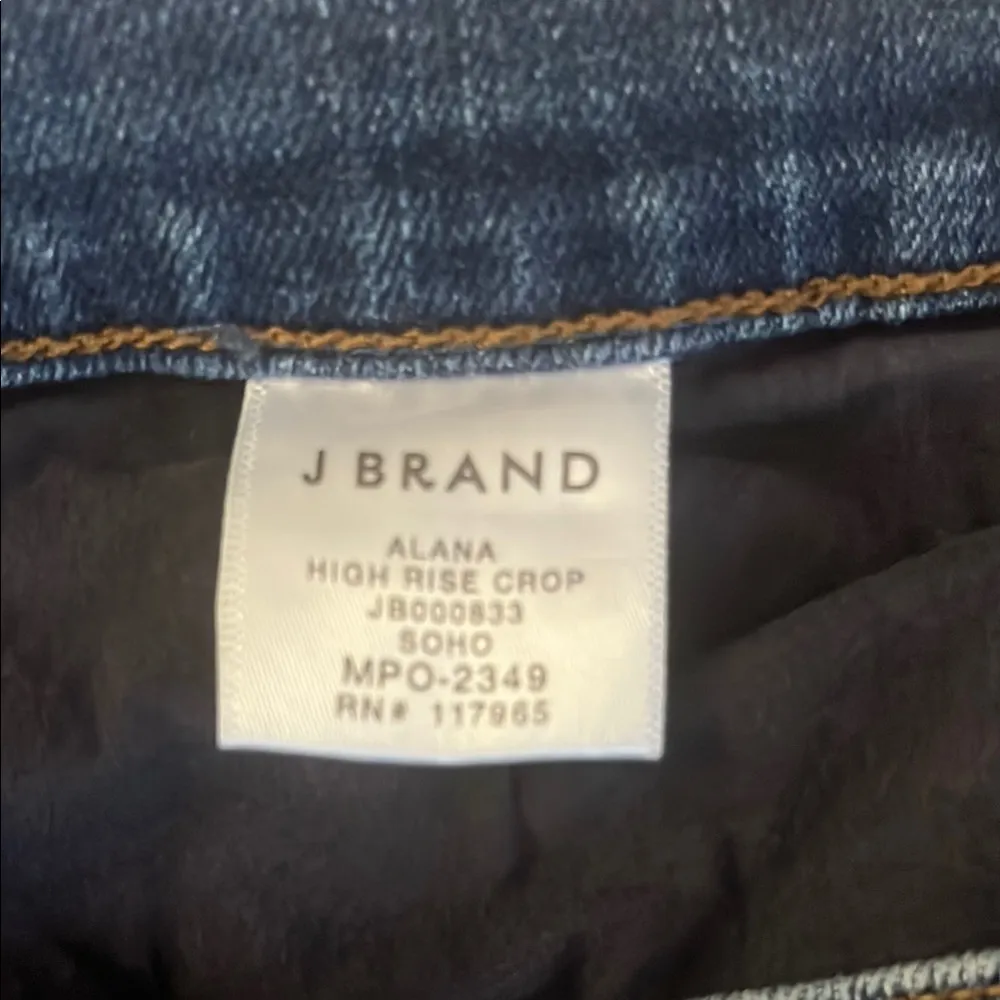 J BRAND
ALANA
HIGH RISE CROP
JB000833
SOHO
MPO-2349
RN# 117965